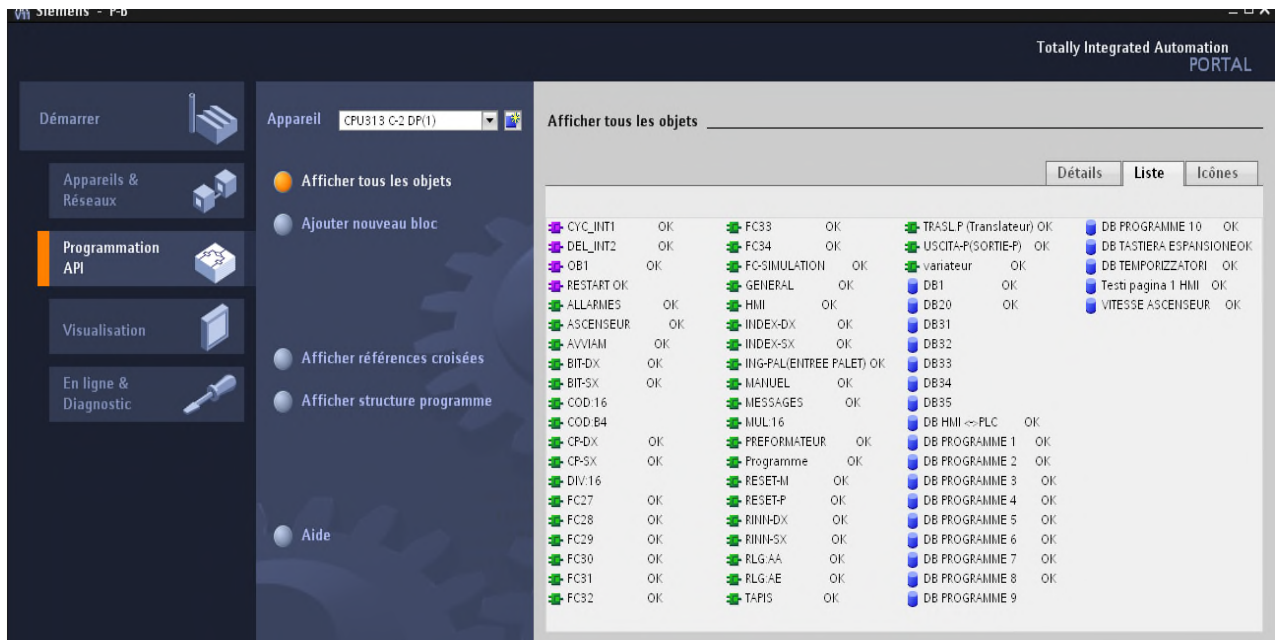 Siemens - P-B
Totally Integrated Automation
PORTAL
Démarrer
Appareils &
Réseaux
Programmation
API
Visualisation
En ligne &
Diagnostic
Appareil CPU313 C-2 DP(1)
Afficher tous les objets
Ajouter nouveau bloc
Afficher références croisées
Afficher structure programme
Aide
Afficher tous les objets
Détails Liste Icônes
CYC_INT1 OK
DEL_INT2 OK
OB1 OK
RESTART OK
ALLARMES OK
ASCENSEUR OK
AVVIAM OK
BIT-DX OK
BIT-SX OK
COD:16
COD:B4
CP-DX OK
CP-SX OK
DIV:16
FC27 OK
FC28 OK
FC29 OK
FC30 OK
FC31 OK
FC32 OK
FC33 OK
FC34 OK
FC-SIMULATION OK
GENERAL OK
HMI OK
INDEX-DX OK
INDEX-SX OK
ING-PAL(ENTREE PALET) OK
MANUEL OK
MESSAGES OK
MUL:16
PREFORMATEUR OK
Programme OK
RESET-M OK
RESET-P OK
RINN-DX OK
RINN-SX OK
RLG:AA OK
RLG:AE OK
TAPIS OK
TRASL.P (Translateur) OK
USCITA-P(SORTIE-P) OK
variateur OK
DB1 OK
DB20 OK
DB31
DB32
DB33
DB34
DB35
DB HMI <=>PLC OK
DB PROGRAMME 1 OK
DB PROGRAMME 2 OK
DB PROGRAMME 3 OK
DB PROGRAMME 4 OK
DB PROGRAMME 5 OK
DB PROGRAMME 6 OK
DB PROGRAMME 7 OK
DB PROGRAMME 8 OK
DB PROGRAMME 9
DB PROGRAMME 10 OK
DB TASTIERA ESPANSIONEOK
DB TEMPORIZZATORI OK
Testi pagina 1 HMI OK
VITESSE ASCENSEUR OK